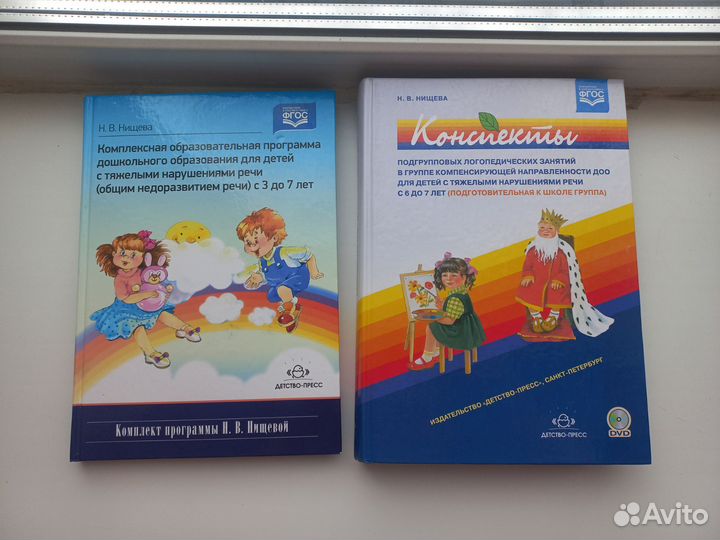 Н. В. Нищева
ФГОС
Комплексная образовательная программа
дошкольного образования для детей
с тяжелыми нарушениями речи
(общим недоразвитием речи) с 3 до 7 лет
ДЕТСТВО-ПРЕСС
Комплект программы Н. В. Нищевой
Н. В. НИЩЕВА
ФГОС
Конспекты
ПОДГРУППОВЫХ ЛОГОПЕДИЧЕСКИХ ЗАНЯТИЙ
В ГРУППЕ КОМПЕНСИРУЮЩЕЙ НАПРАВЛЕННОСТИ ДОО
ДЛЯ ДЕТЕЙ С ТЯЖЕЛЫМИ НАРУШЕНИЯМИ РЕЧИ
С 6 ДО 7 ЛЕТ (ПОДГОТОВИТЕЛЬНАЯ К ШКОЛЕ ГРУППА)
ИЗДАТЕЛЬСТВО «ДЕТСТВО-ПРЕСС», САНКТ-ПЕТЕРБУРГ
ДЕТСТВО-ПРЕСС
DVD
Avito